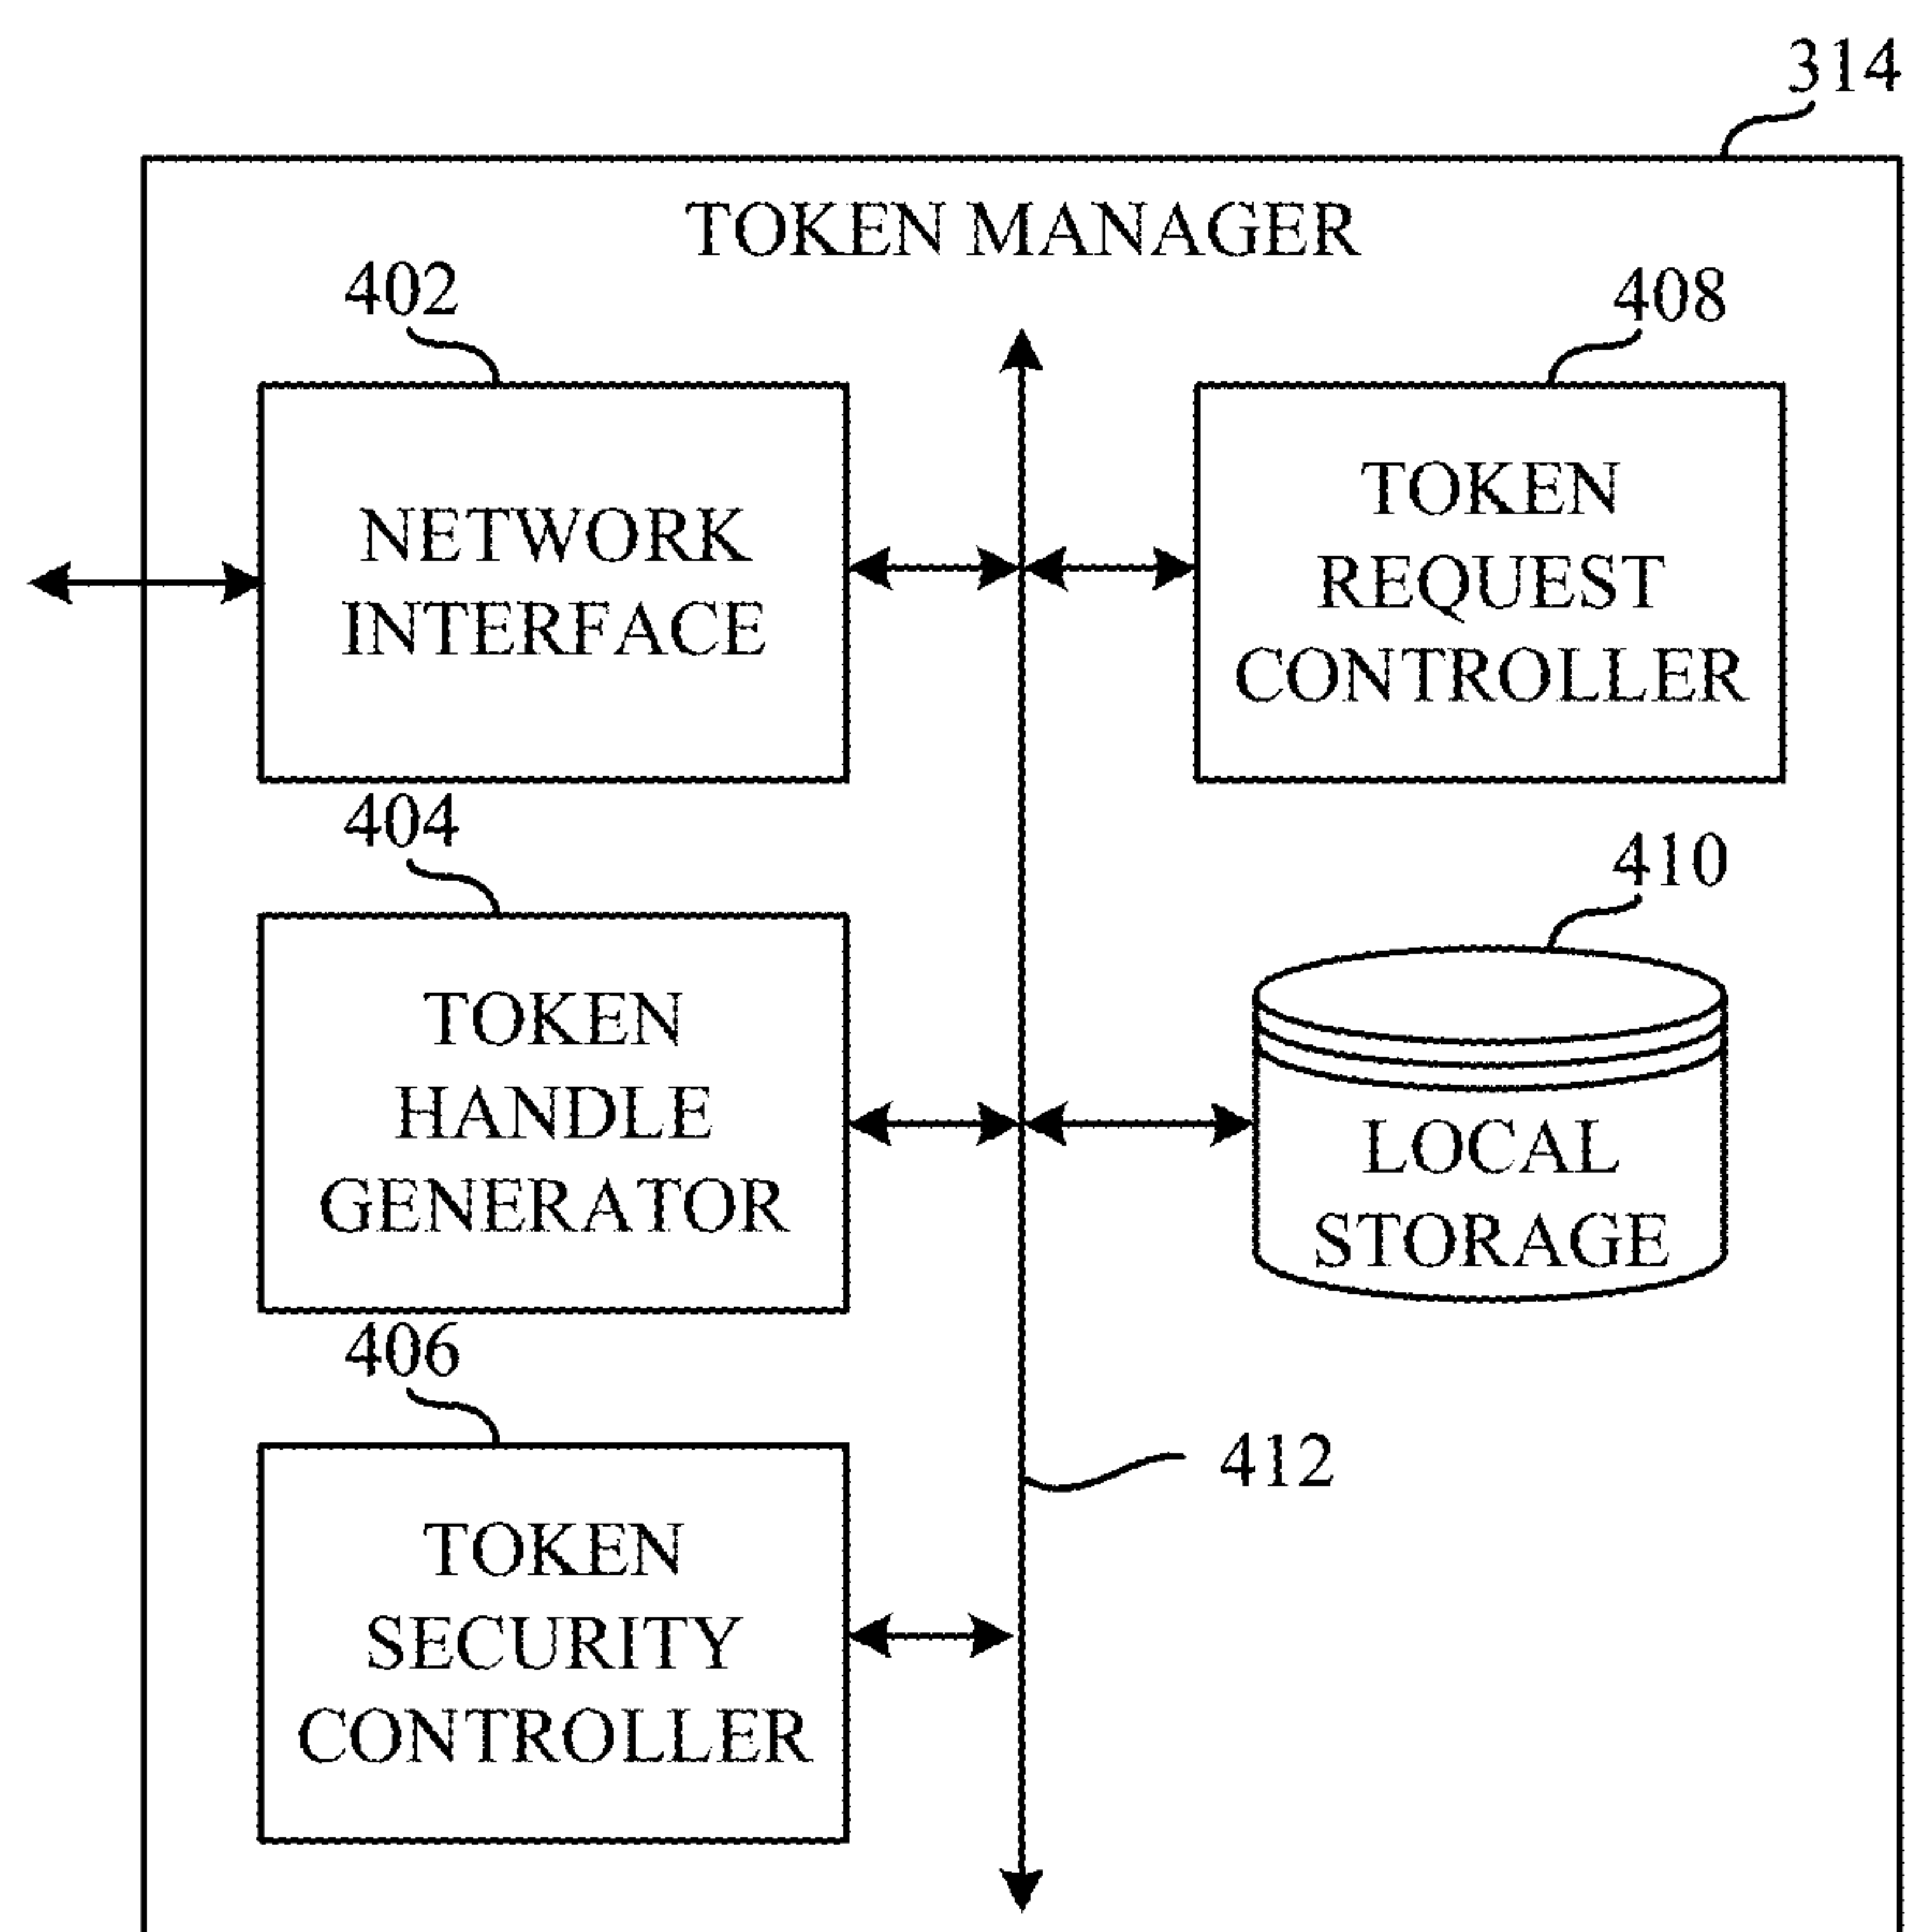 314
TOKEN MANAGER
402
NETWORK
INTERFACE
408
TOKEN
REQUEST
CONTROLLER
404
TOKEN
HANDLE
GENERATOR
410
LOCAL
STORAGE
406
TOKEN
SECURITY
CONTROLLER
412